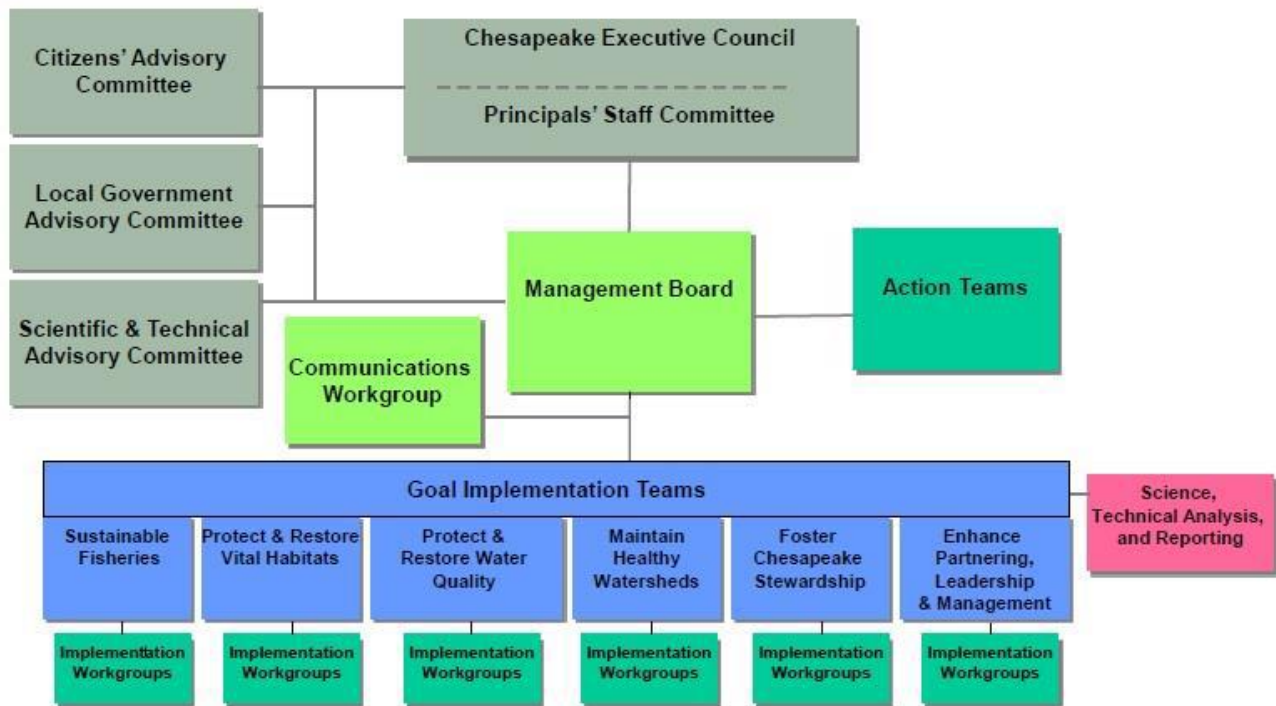 Citizens' Advisory
Committee
Chesapeake Executive Council
Principals' Staff Committee
Local Government
Advisory Committee
Scientific & Technical
Advisory Committee
Management Board
Action Teams
Communications
Workgroup
Goal Implementation Teams
Science,
Technical Analysis,
and Reporting
Sustainable
Fisheries
Protect & Restore
Vital Habitats
Protect &
Restore Water
Quality
Maintain
Healthy
Watersheds
Foster
Chesapeake
Stewardship
Enhance
Partnering,
Leadership
& Management
Implementtation
Workgroups
Implementation
Workgroups
Implementation
Workgroups
Implementation
Workgroups
Implementation
Workgroups
Implementation
Workgroups